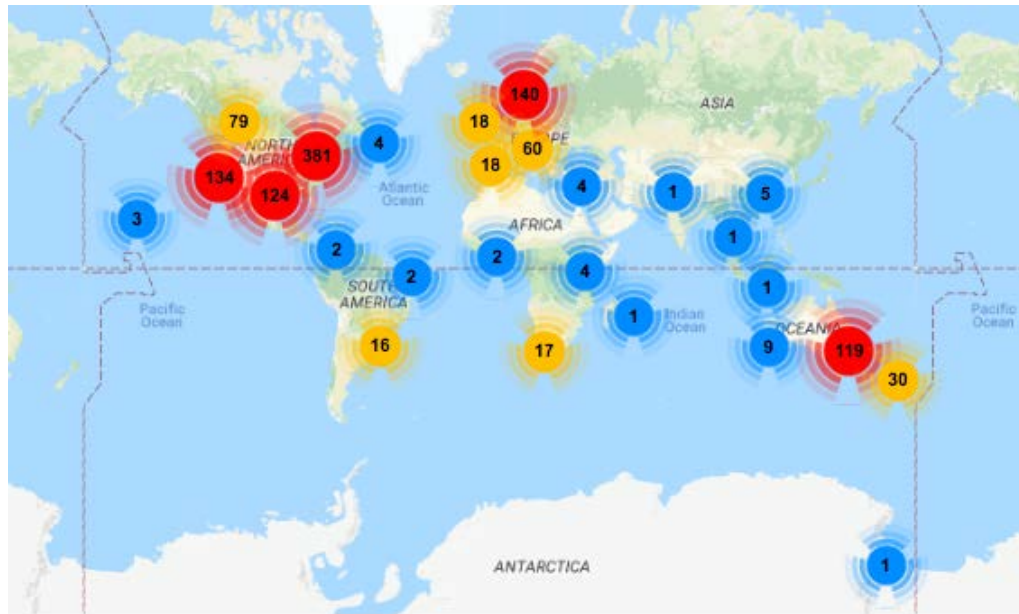 140
ASIA
79
18
4
NORTH
AMERICA
381
EUROPE
60
18
134
124
Atlantic
Ocean
4
1
5
3
AFRICA
2
1
2
2
4
SOUTH
AMERICA
1
Pacific
Ocean
1
Indian
Ocean
Pacific
Ocean
OCEANIA
16
17
9
119
30
ANTARCTICA
1